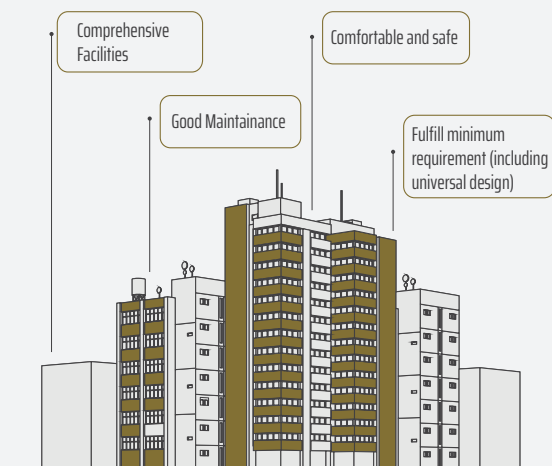 Comprehensive
Facilities
Comfortable and safe
Good Maintainance
Fulfill minimum
requirement (including
universal design)